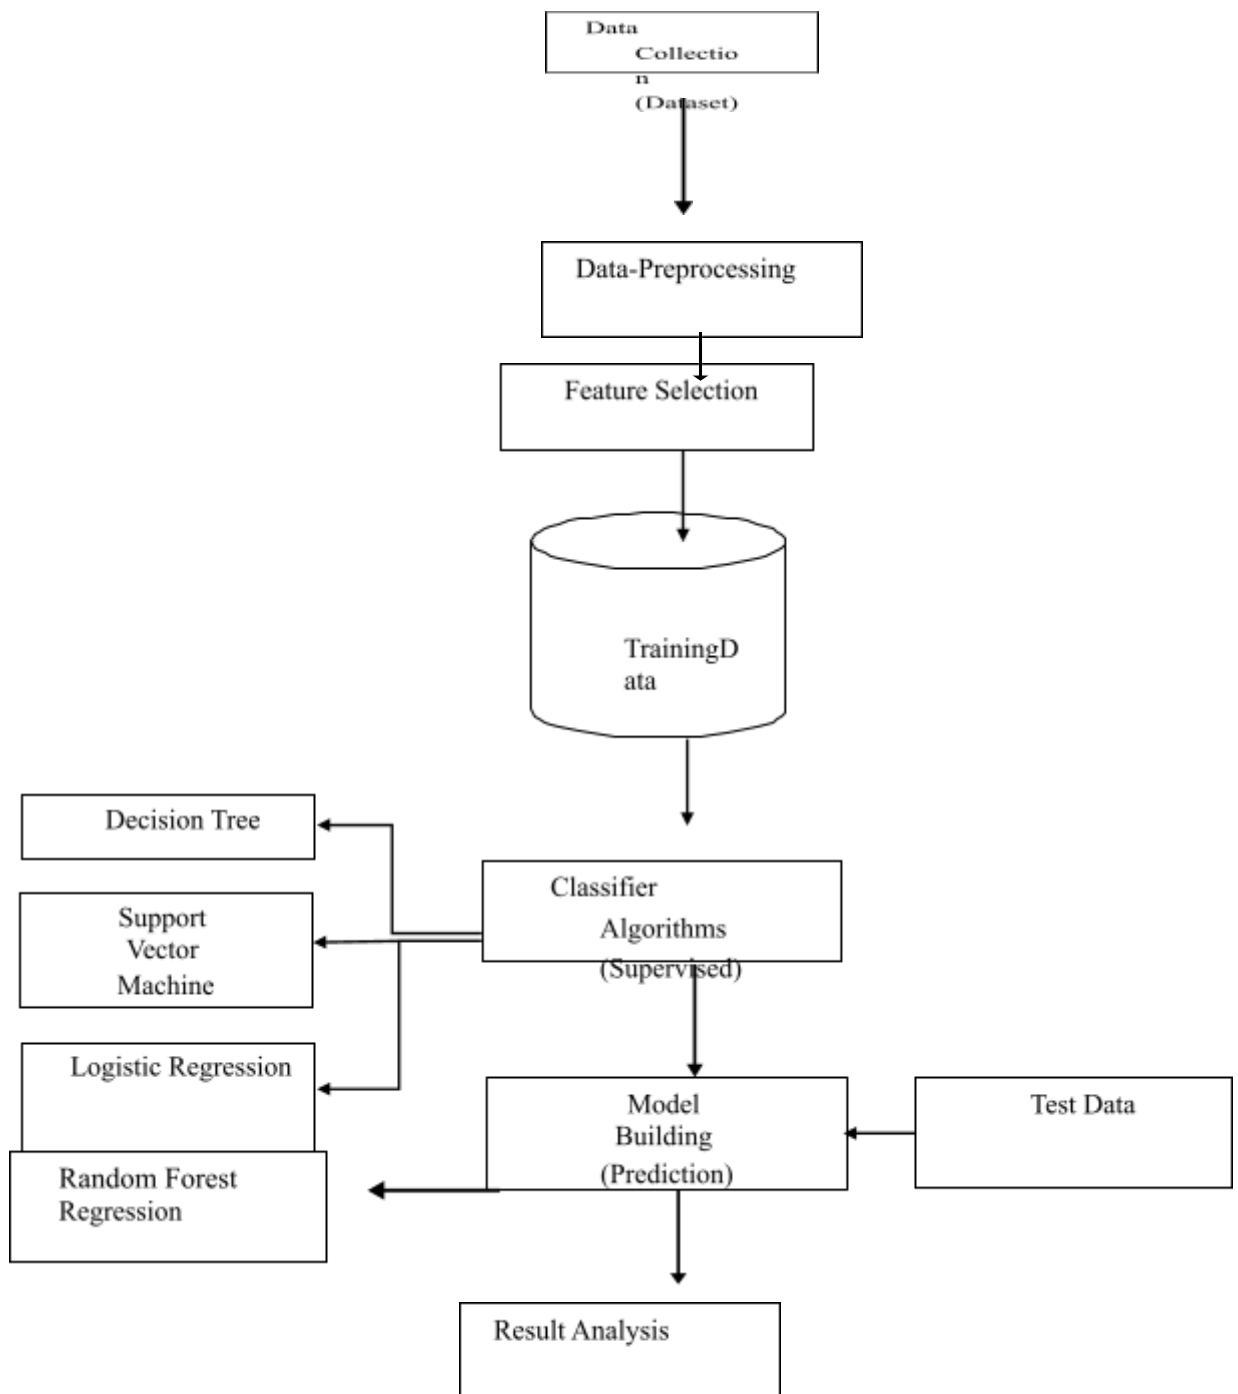 Data
Collectio
n
(Dataset)
Data-Preprocessing
Feature Selection
TrainingD
ata
Decision Tree
Classifier
Algorithms
(Supervised)
Support
Vector
Machine
Logistic Regression
Model
Building
(Prediction)
Test Data
Random Forest
Regression
Result Analysis